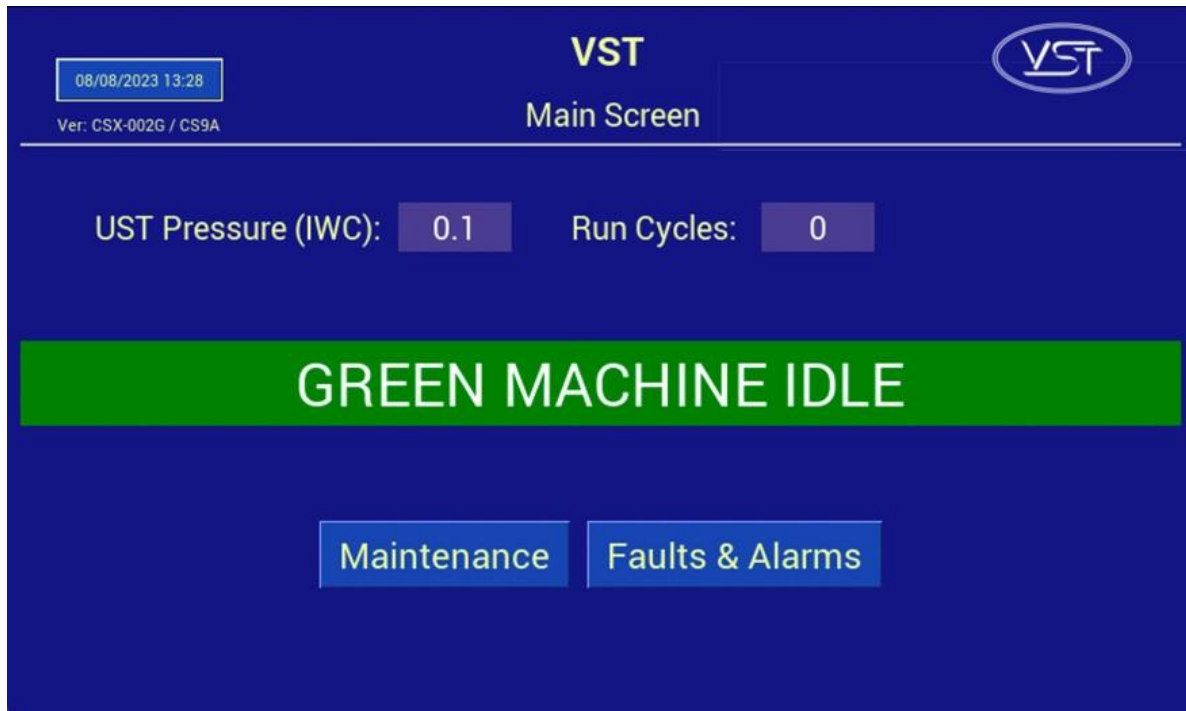 VST
VST
08/08/2023 13:28
Main Screen
Ver: CSX-002G / CS9A
UST Pressure (IWC): 0.1 Run Cycles: 0
GREEN MACHINE IDLE
Maintenance Faults & Alarms